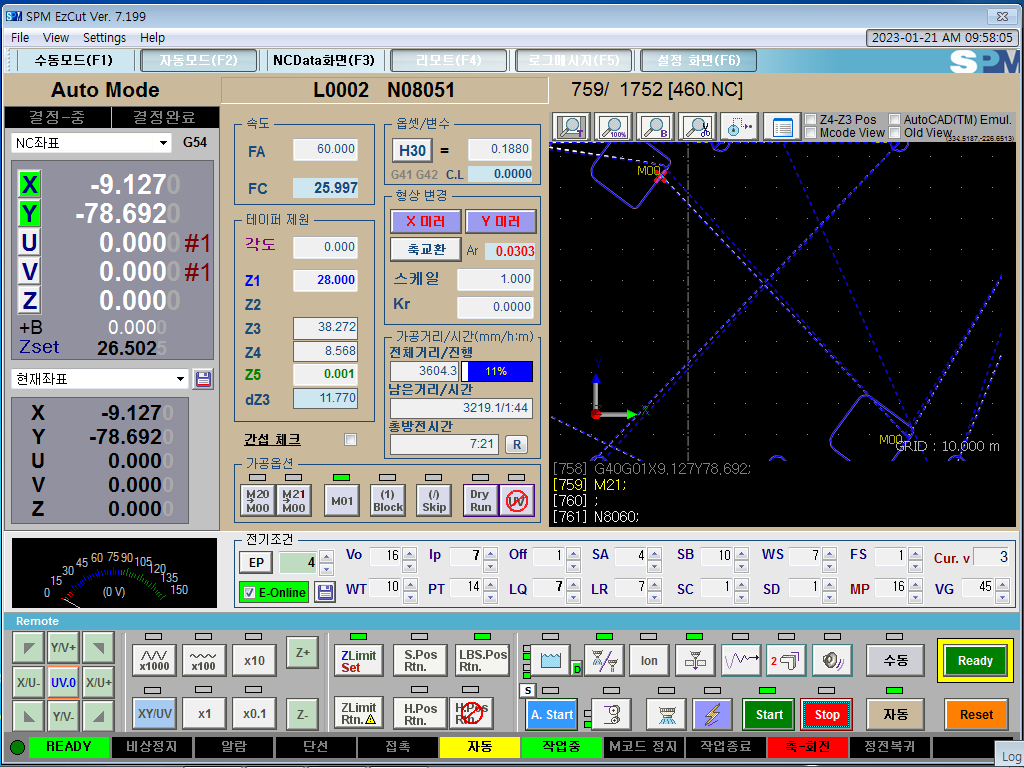 SPM EzCut Ver. 7.199
File View Settings Help
2023-01-21 AM 09:58:05
수동모드(F1) 자동모드(F2) NCData화면(F3) 리모트(F4) 로그메시지(F5) 설정 화면(F6)
SPM
Auto Mode
L0002 N08051
759/ 1752 [460.NC]
결정-중 결정완료
NC좌표 G54
X -9.1270
Y -78.6920
U 0.0000 #1
V 0.0000 #1
Z 0.0000
+B 0.0000
Zset 26.5025
현재좌표
X -9.1270
Y -78.6920
U 0.0000
V 0.0000
Z 0.0000
속도
FA 60.000
FC 25.997
테이퍼 제원
각도 0.000
Z1 28.000
Z2
Z3 38.272
Z4 8.568
Z5 0.001
dZ3 11.770
간섭 체크
옵셋/변수
H30 = 0.1880
G41 G42 C.L 0.0000
형상 변경
X 미러 Y 미러
축교환 Ar 0.0303
스케일 1.000
Kr 0.0000
가공거리/시간(mm/h:m)
전체거리/진행
3604.3 11%
남은거리/시간
3219.1/1:44
총방전시간
7:21 R
가공옵션
M20 M00 M21 M00 M01 (1) Block (/) Skip Dry Run UV
T 100% B
Z4-Z3 Pos AutoCAD(TM) Emul.
Mcode View Old View
(334.5187,-226.6513)
M00
M00
GRID : 10.000 m
[758] G40G01X9,127Y78,692;
[759] M21;
[760] ;
[761] N8060;
0 15 30 45 60 75 90 105 120 135 150
(0 V)
전기조건
EP 4
E-Online
Vo 16 Ip 7 Off 1 SA 4 SB 10 WS 7 FS 1 Cur. v 3
WT 10 PT 14 LQ 7 LR 7 SC 1 SD 1 MP 16 VG 45
Remote
Y/V+
X/U- UV.0 X/U+
Y/V-
x1000 x100 x10 Z+
XY/UV x1 x0.1 Z-
ZLimit Set S.Pos Rtn. LBS.Pos Rtn.
ZLimit Rtn. H.Pos Rtn. H.Pos Rtn.
D Ion 2 수동 Ready
S A. Start Start Stop 자동 Reset
READY 비상정지 알람 단선 접촉 자동 작업중 M코드 정지 작업종료 축-회전 정전복귀
Log